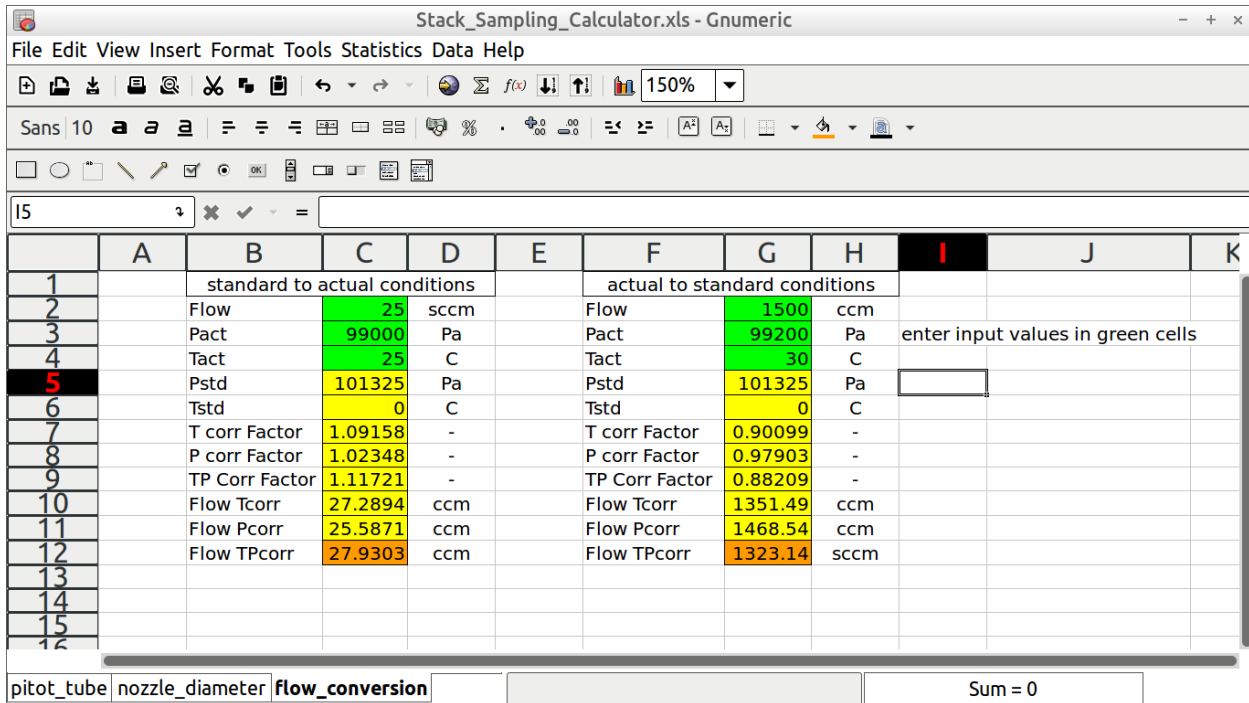 Stack_Sampling_Calculator.xls - Gnumeric
File Edit View Insert Format Tools Statistics Data Help
150%
Sans 10 a a a
f(x)
OK
I5 =
A B C D E F G H I J K
1 standard to actual conditions actual to standard conditions
2 Flow 25 sccm Flow 1500 ccm
3 Pact 99000 Pa Pact 99200 Pa enter input values in green cells
4 Tact 25 C Tact 30 C
5 Pstd 101325 Pa Pstd 101325 Pa
6 Tstd 0 C Tstd 0 C
7 T corr Factor 1.09158 - T corr Factor 0.90099 -
8 P corr Factor 1.02348 - P corr Factor 0.97903 -
9 TP Corr Factor 1.11721 - TP Corr Factor 0.88209 -
10 Flow Tcorr 27.2894 ccm Flow Tcorr 1351.49 ccm
11 Flow Pcorr 25.5871 ccm Flow Pcorr 1468.54 ccm
12 Flow TPcorr 27.9303 ccm Flow TPcorr 1323.14 sccm
13
14
15
16
pitot_tube nozzle_diameter flow_conversion Sum = 0